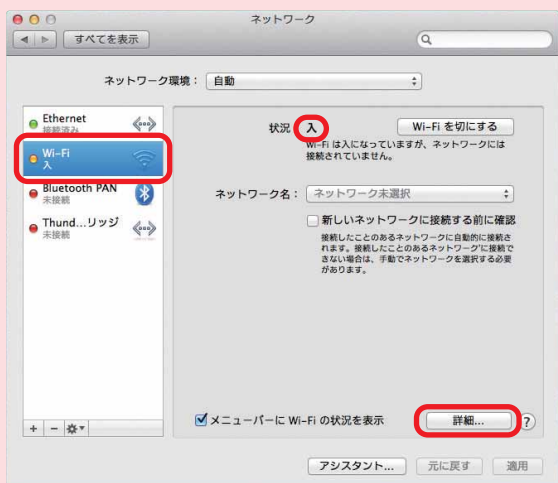 ネットワーク
すべてを表示
ネットワーク環境： 自動
Ethernet
接続済み
Wi-Fi
入
Bluetooth PAN
未接続
Thund...リッジ
未接続
状況： 入
Wi-Fi を切にする
Wi-Fi は入になっていますが、ネットワークには
接続されていません。
ネットワーク名： ネットワーク未選択
新しいネットワークに接続する前に確認
接続したことのあるネットワークに自動的に接続さ
れます。接続したことのあるネットワークに接続で
きない場合は、手動でネットワークを選択する必要
があります。
メニューバーに Wi-Fi の状況を表示
詳細...
?
アシスタント...
元に戻す
適用